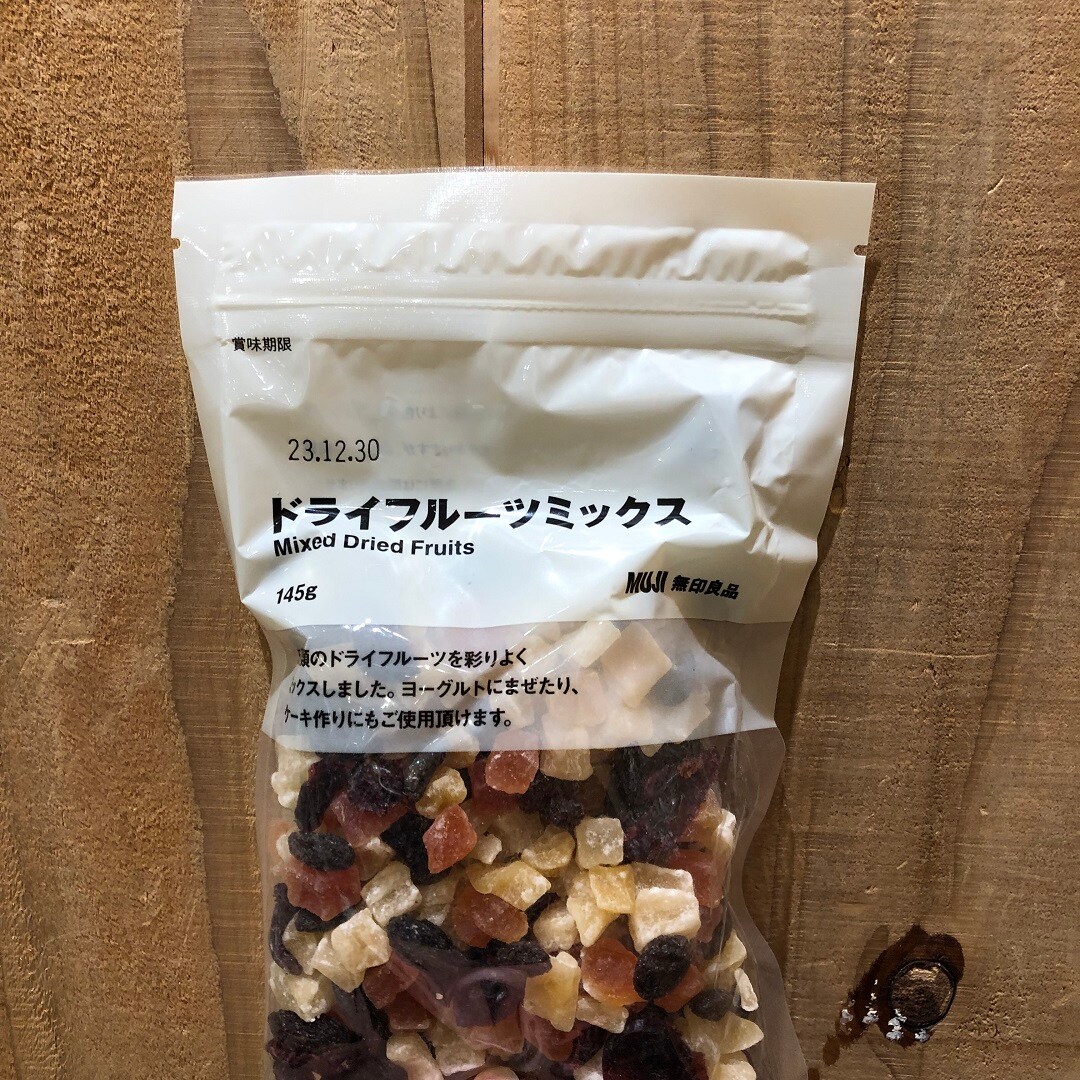 賞味期限
23.12.30
ドライフルーツミックス
Mixed Dried Fruits
145g
MUJI 無印良品
のドライフルーツを彩りよく
クスしました。ヨーグルトにまぜたり、
ケーキ作りにもご使用頂けます。